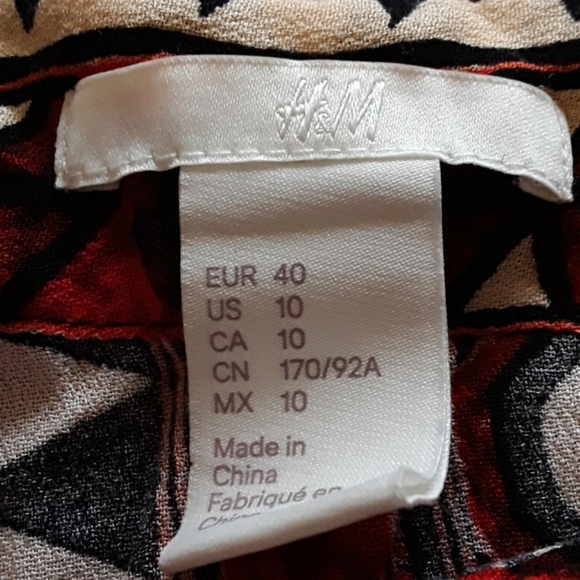 H&M
EUR 40
US 10
CA 10
CN 170/92A
MX 10
Made in
China
Fabriqué en